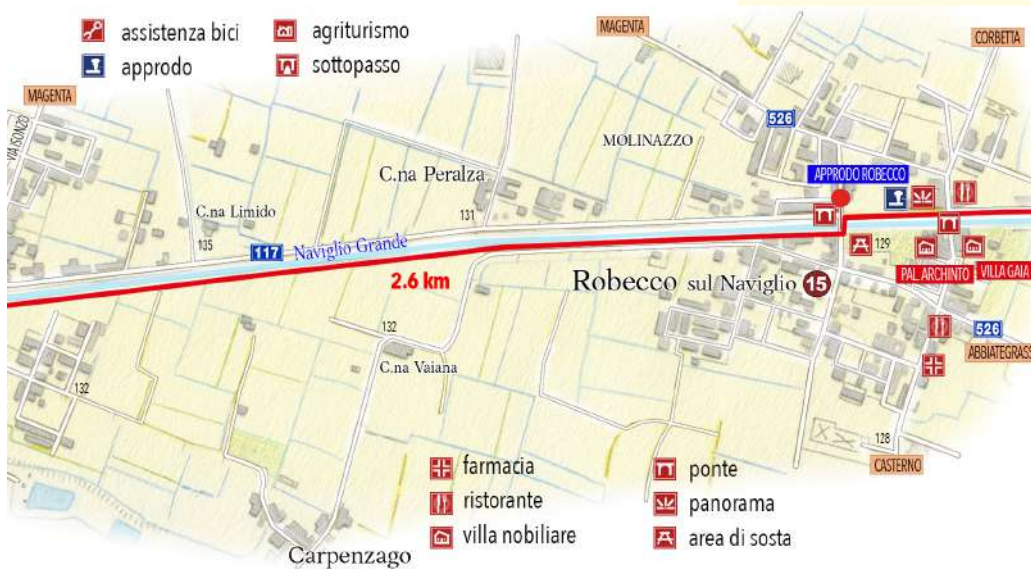 assistenza bici
agriturismo
approdo
sottopasso
MAGENTA
MAGENTA
CORBETTA
VIA ISONZO
526
MOLINAZZO
C.na Peralza
APPRODO ROBECCO
C.na Limido
131
135
117
Naviglio Grande
129
2.6 km
Robecco sul Naviglio 15
PAL. ARCHINTO
VILLA GAIA
132
526
ABBIATEGRASS
C.na Vaiana
132
128
CASTERNO
farmacia
ponte
ristorante
panorama
villa nobiliare
area di sosta
Carpenzago